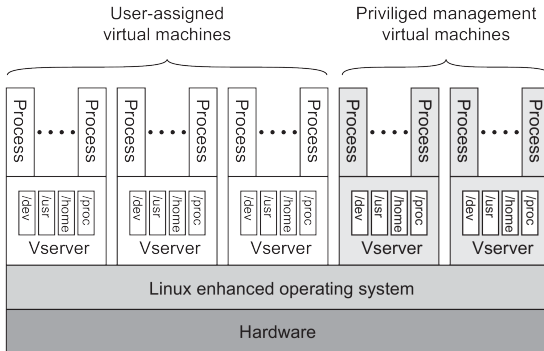 User-assigned
virtual machines
Priviliged management
virtual machines
Process Process Process Process Process Process Process Process Process Process
/dev /usr /home /proc /dev /usr /home /proc /dev /usr /home /proc /dev /usr /home /proc /dev /usr /home /proc
Vserver Vserver Vserver Vserver Vserver
Linux enhanced operating system
Hardware